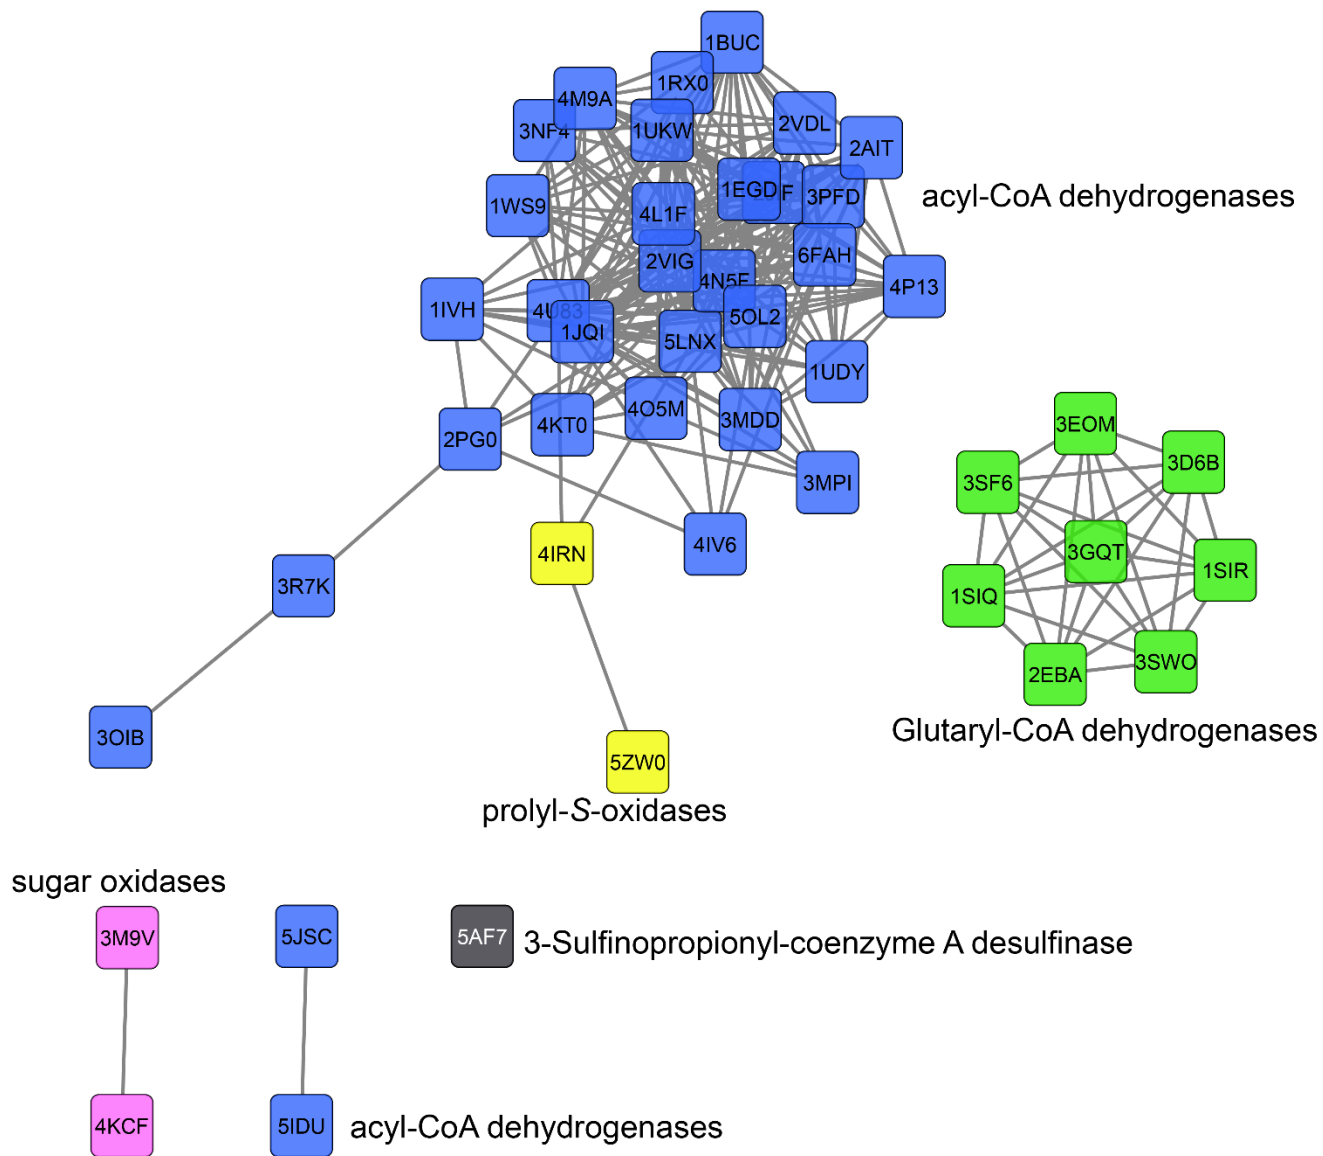 1BUC
1RX0
4M9A
3NF4
1UKW
2VDL
2AIT
1EGD
3PFD
acyl-CoA dehydrogenases
1WS9
4L1F
6FAH
2VIG
4N5F
4P13
1IVH
4U83
1JQI
5OL2
5LNX
1UDY
4O5M
3MDD
4KT0
2PG0
3EOM
3D6B
3MPI
3SF6
4IRN
4IV6
3GQT
1SIR
3R7K
1SIQ
3SWO
2EBA
3OIB
Glutaryl-CoA dehydrogenases
5ZW0
prolyl-S-oxidases
sugar oxidases
3M9V
5JSC
5AF7 3-Sulfinopropionyl-coenzyme A desulfinase
4KCF
5IDU acyl-CoA dehydrogenases